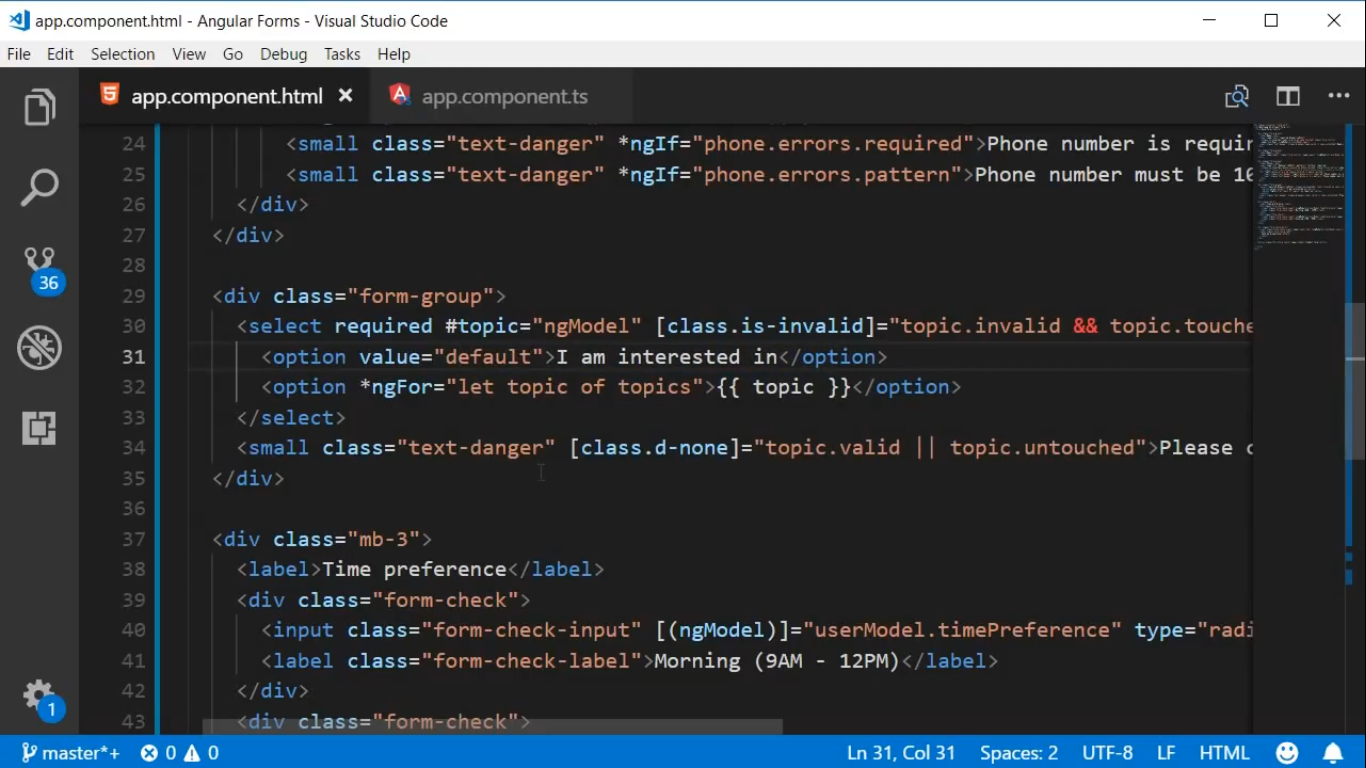 app.component.html - Angular Forms - Visual Studio Code
File Edit Selection View Go Debug Tasks Help
app.component.html app.component.ts
24 <small class="text-danger" *ngIf="phone.errors.required">Phone number is requir
25 <small class="text-danger" *ngIf="phone.errors.pattern">Phone number must be 10
26 </div>
27 </div>
28
29 <div class="form-group">
30 <select required #topic="ngModel" [class.is-invalid]="topic.invalid && topic.touche
31 <option value="default">I am interested in</option>
32 <option *ngFor="let topic of topics">{{ topic }}</option>
33 </select>
34 <small class="text-danger" [class.d-none]="topic.valid || topic.untouched">Please c
35 </div>
36
37 <div class="mb-3">
38 <label>Time preference</label>
39 <div class="form-check">
40 <input class="form-check-input" [(ngModel)]="userModel.timePreference" type="radi
41 <label class="form-check-label">Morning (9AM - 12PM)</label>
42 </div>
43 <div class="form-check">
36
1
master*+ 0 0 Ln 31, Col 31 Spaces: 2 UTF-8 LF HTML